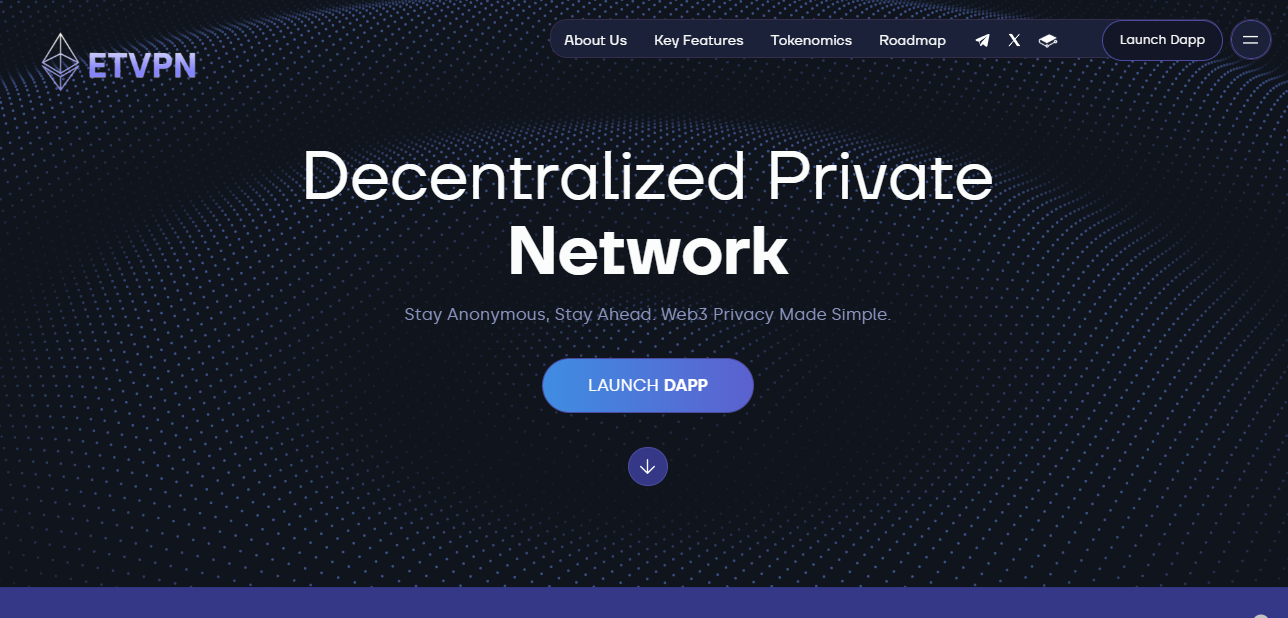 ETVPN
About Us
Key Features
Tokenomics
Roadmap
Launch Dapp
Decentralized Private
Network
Stay Anonymous, Stay Ahead. Web3 Privacy Made Simple.
LAUNCH DAPP